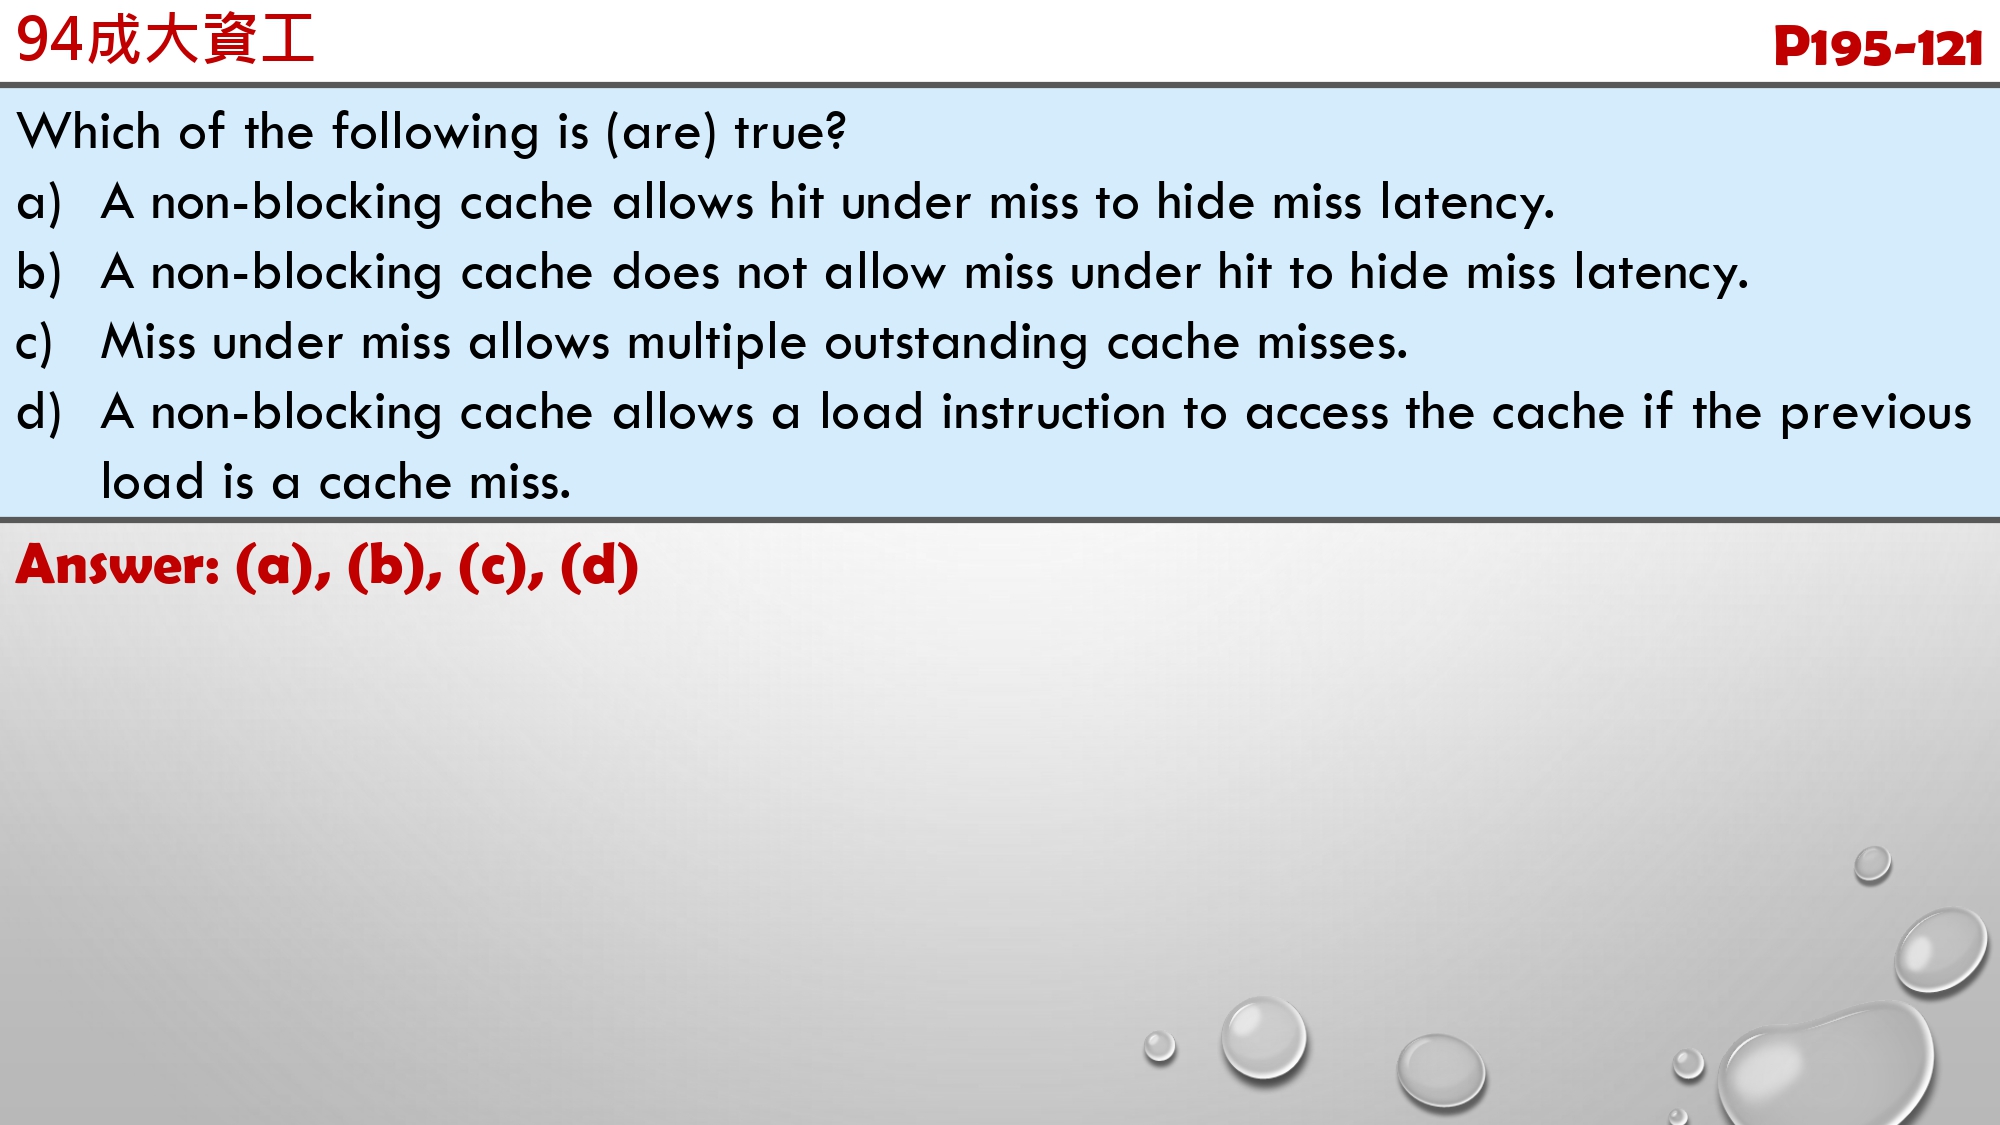 94成大資工
P195-121
Which of the following is (are) true?
a) A non-blocking cache allows hit under miss to hide miss latency.
b) A non-blocking cache does not allow miss under hit to hide miss latency.
c) Miss under miss allows multiple outstanding cache misses.
d) A non-blocking cache allows a load instruction to access the cache if the previous
load is a cache miss.
Answer: (a), (b), (c), (d)